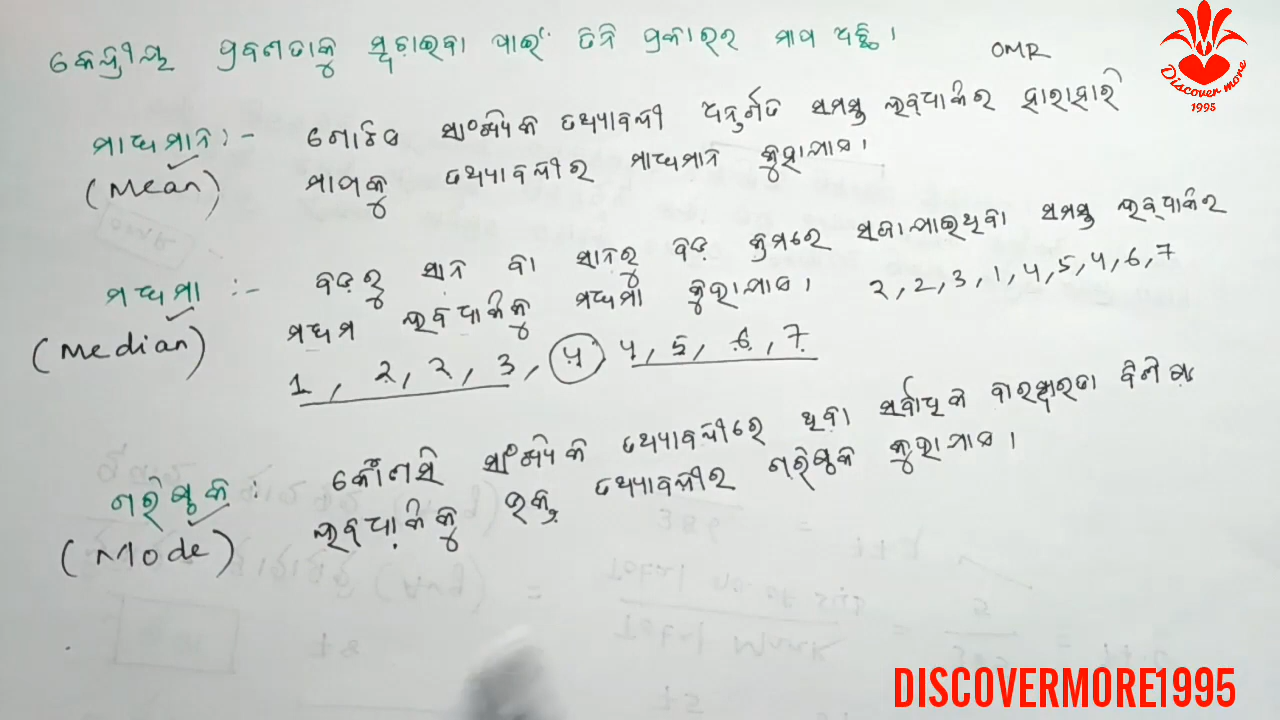 କେନ୍ଦ୍ରୀୟ ପ୍ରବଣତାକୁ ସୂଚାଇବା ପାଇଁ ତିନି ପ୍ରକାରର ମାପ ଅଛି ।
OMR
Discover more
1995
ମାଧ୍ୟମାନ :- ଗୋଟିଏ ସାଂଖ୍ୟିକ ତଥ୍ୟାବଳୀ ଅନ୍ତର୍ଗତ ସମସ୍ତ ଲବ୍ଧାଙ୍କର ହାରାହାରି
(Mean) ମାପକୁ ତଥ୍ୟାବଳୀର ମାଧ୍ୟମାନ କୁହାଯାଏ ।
ମଧ୍ୟମା :- ବଡ଼ରୁ ସାନ ବା ସାନରୁ ବଡ଼ କ୍ରମରେ ସଜାଯାଇଥିବା ସମସ୍ତ ଲବ୍ଧାଙ୍କର
(Median) ମଧ୍ୟମ ଲବ୍ଧାଙ୍କକୁ ମଧ୍ୟମା କୁହାଯାଏ । 2, 2, 3, 1, 4, 5, 4, 6, 7
1, 2, 2, 3, 4, 4, 5, 6, 7
ଗରିଷ୍ଠକ : କୌଣସି ସାଂଖ୍ୟିକ ତଥ୍ୟାବଳୀରେ ଥିବା ସର୍ବାଧିକ ବାରମ୍ବାରତା ବିଶିଷ୍ଟ
(Mode) ଲବ୍ଧାଙ୍କକୁ ଉକ୍ତ ତଥ୍ୟାବଳୀର ଗରିଷ୍ଠକ କୁହାଯାଏ ।
DISCOVERMORE1995